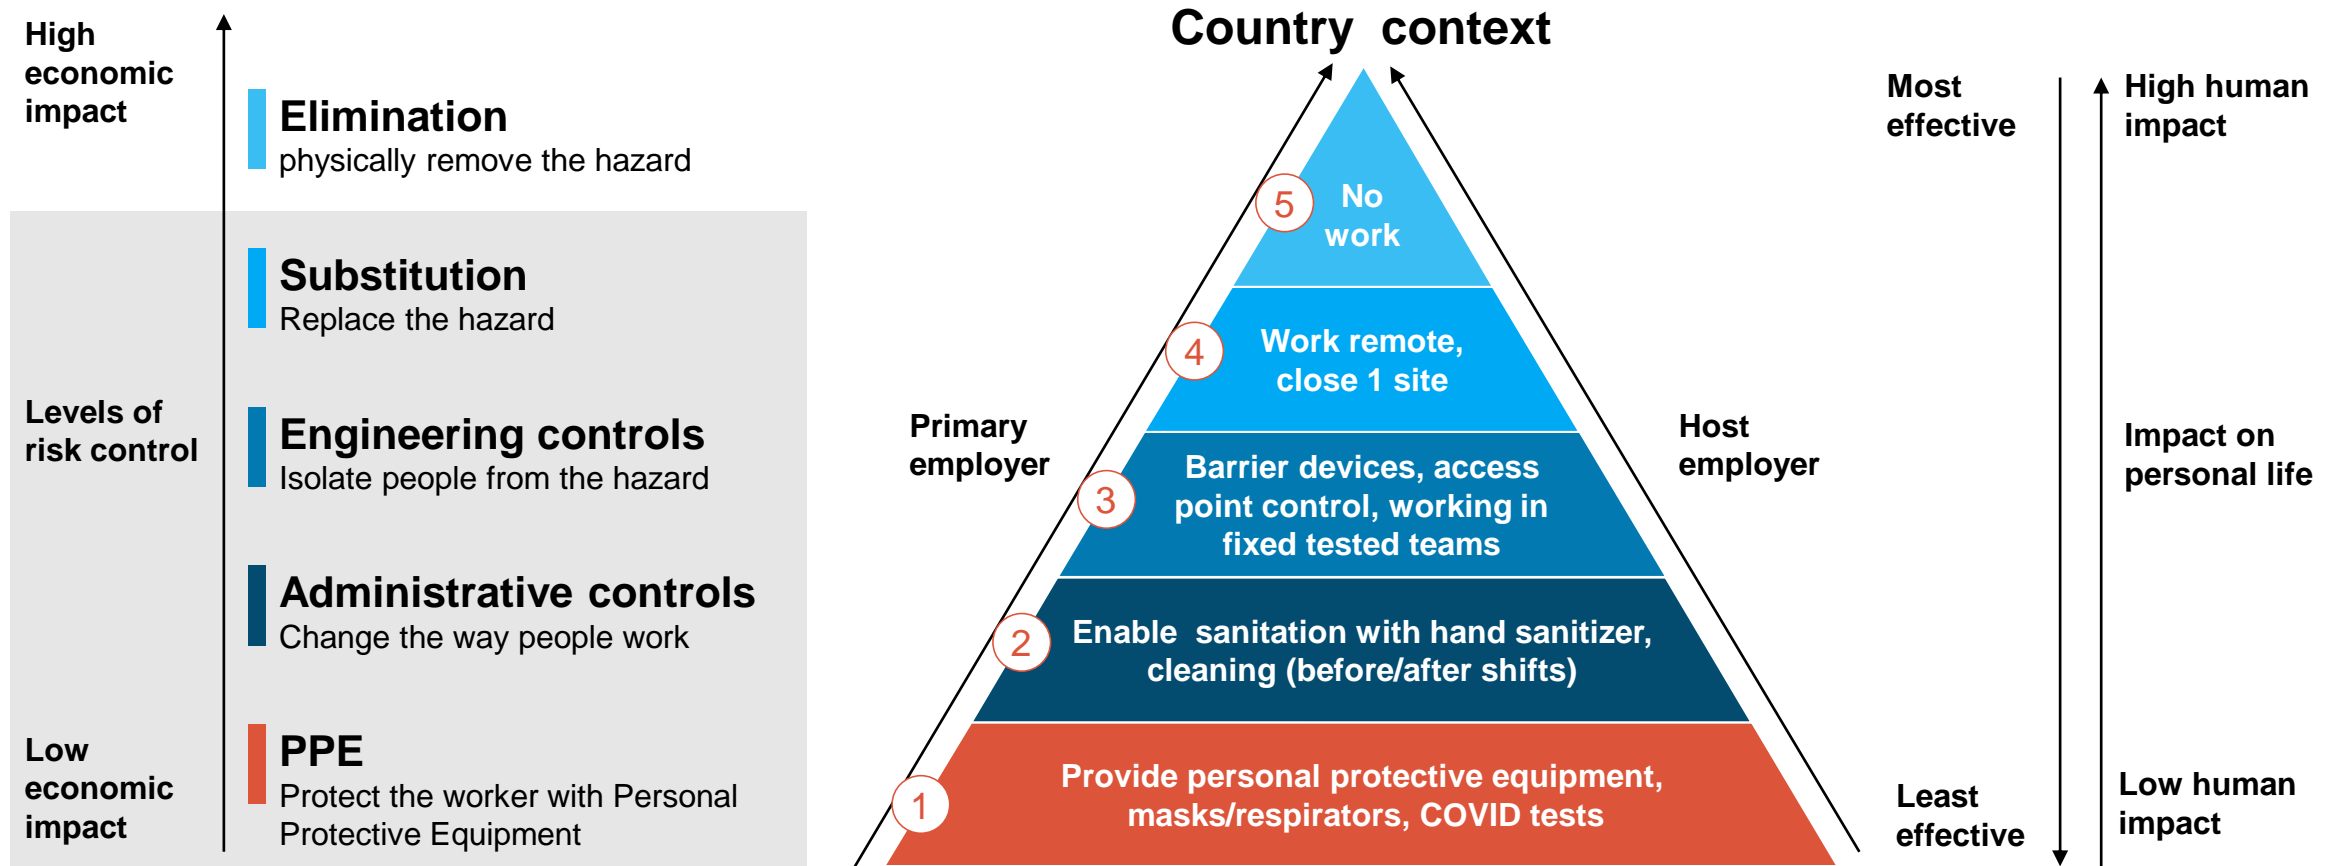 High
economic
impact
Elimination
physically remove the hazard
Substitution
Replace the hazard
Levels of
risk control
Engineering controls
Isolate people from the hazard
Administrative controls
Change the way people work
Low
economic
impact
PPE
Protect the worker with Personal
Protective Equipment
Country context
Primary
employer
Host
employer
5
No
work
4
Work remote,
close 1 site
3
Barrier devices, access
point control, working in
fixed tested teams
2
Enable sanitation with hand sanitizer,
cleaning (before/after shifts)
1
Provide personal protective equipment,
masks/respirators, COVID tests
Most
effective
Least
effective
High human
impact
Impact on
personal life
Low human
impact